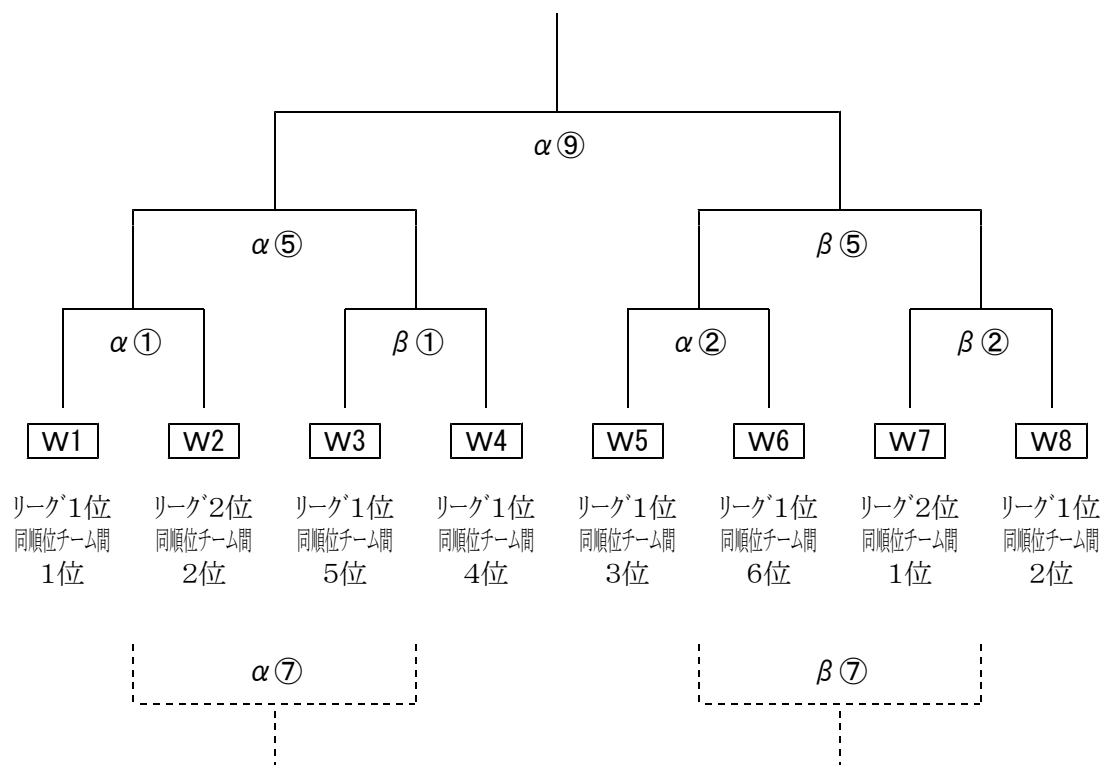 α⑨
α⑤ β⑤
α① β① α② β②
W1 W2 W3 W4 W5 W6 W7 W8
ﾘｰｸﾞ1位 ﾘｰｸﾞ2位 ﾘｰｸﾞ1位 ﾘｰｸﾞ1位 ﾘｰｸﾞ1位 ﾘｰｸﾞ1位 ﾘｰｸﾞ2位 ﾘｰｸﾞ1位
同順位チーム間 同順位チーム間 同順位チーム間 同順位チーム間 同順位チーム間 同順位チーム間 同順位チーム間 同順位チーム間
1位 2位 5位 4位 3位 6位 1位 2位
α⑦ β⑦